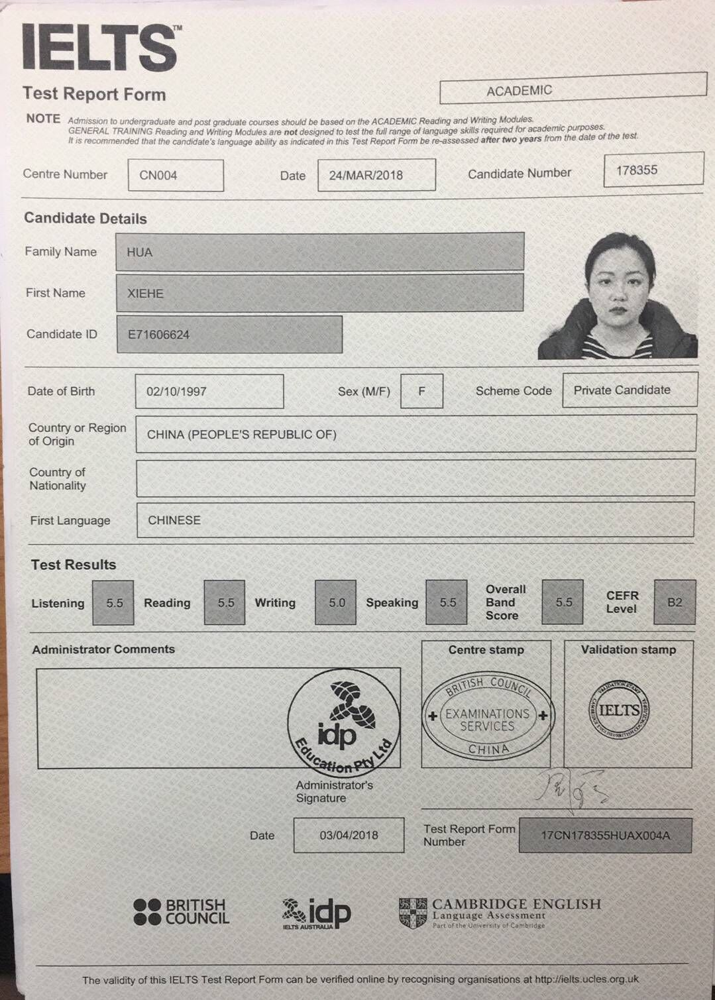 IELTS™
Test Report Form
ACADEMIC
NOTE Admission to undergraduate and post graduate courses should be based on the ACADEMIC Reading and Writing Modules.
GENERAL TRAINING Reading and Writing Modules are not designed to test the full range of language skills required for academic purposes.
It is recommended that the candidate's language ability as indicated in this Test Report Form be re-assessed after two years from the date of the test.
Centre Number CN004 Date 24/MAR/2018 Candidate Number 178355
Candidate Details
Family Name HUA
First Name XIEHE
Candidate ID E71606624
Date of Birth 02/10/1997 Sex (M/F) F Scheme Code Private Candidate
Country or Region
of Origin
CHINA (PEOPLE'S REPUBLIC OF)
Country of
Nationality
First Language CHINESE
Test Results
Listening 5.5 Reading 5.5 Writing 5.0 Speaking 5.5 Overall Band Score 5.5 CEFR Level B2
Administrator Comments
idp
Education Pty Ltd
Centre stamp
BRITISH COUNCIL
EXAMINATIONS
SERVICES
CHINA
Validation stamp
VALIDATION STAMP
IELTS
Administrator's
Signature
Date 03/04/2018
Test Report Form
Number
17CN178355HUAX004A
BRITISH
COUNCIL
idp
IELTS AUSTRALIA
CAMBRIDGE ENGLISH
Language Assessment
Part of the University of Cambridge
The validity of this IELTS Test Report Form can be verified online by recognising organisations at http://ielts.ucles.org.uk